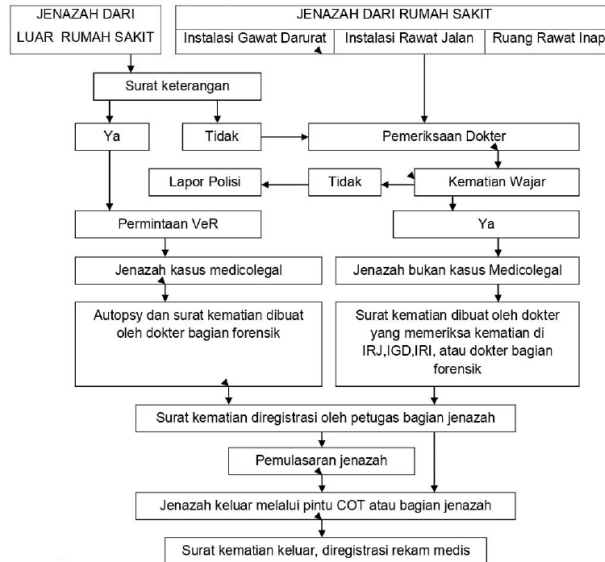 JENAZAH DARI
LUAR RUMAH SAKIT
JENAZAH DARI RUMAH SAKIT
Instalasi Gawat Darurat
Instalasi Rawat Jalan
Ruang Rawat Inap
Surat keterangan
Ya
Tidak
Pemeriksaan Dokter
Lapor Polisi
Tidak
Kematian Wajar
Permintaan VeR
Ya
Jenazah kasus medicolegal
Jenazah bukan kasus Medicolegal
Autopsy dan surat kematian dibuat
oleh dokter bagian forensik
Surat kematian dibuat oleh dokter
yang memeriksa kematian di
IRJ,IGD,IRI, atau dokter bagian
forensik
Surat kematian diregistrasi oleh petugas bagian jenazah
Pemulasaran jenazah
Jenazah keluar melalui pintu COT atau bagian jenazah
Surat kematian keluar, diregistrasi rekam medis